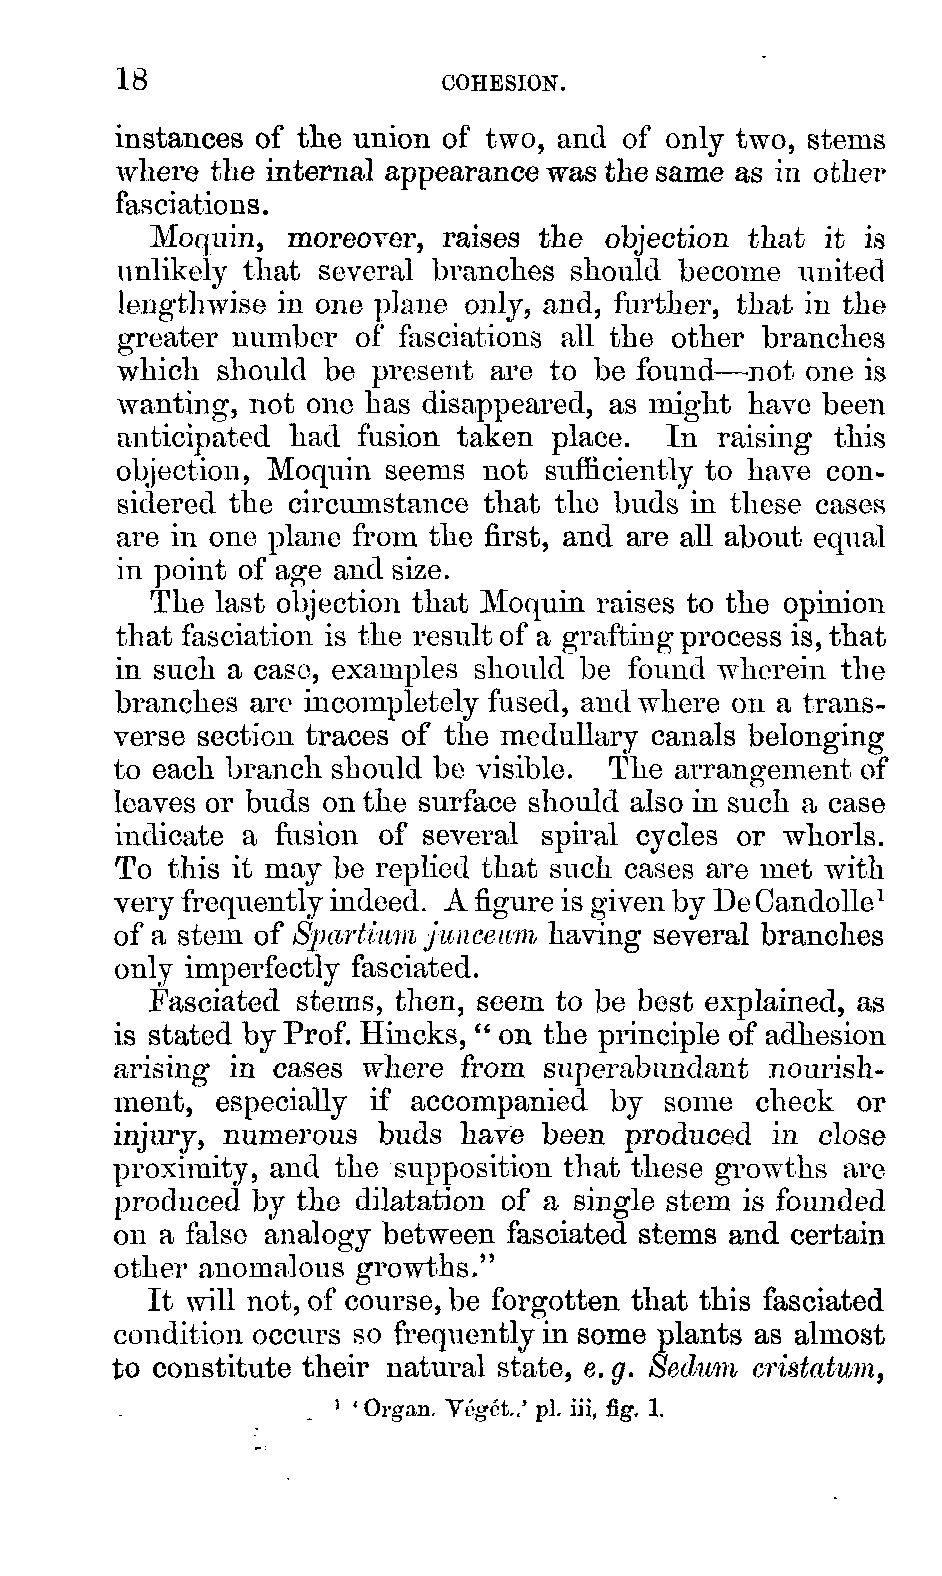 18 COHESION.
instances of the union of two, and of only two, stems
where the internal appearance was the same as in other
fasciations.
Moquin, moreover, raises the objection that it is
unlikely that several branches should become united
lengthwise in one plane only, and, further, that in the
greater number of fasciations all the other branches
which should be present are to be found—not one is
wanting, not one has disappeared, as might have been
anticipated had fusion taken place. In raising this
objection, Moquin seems not sufficiently to have con-
sidered the circumstance that the buds in these cases
are in one plane from the first, and are all about equal
in point of age and size.
The last objection that Moquin raises to the opinion
that fasciation is the result of a grafting process is, that
in such a case, examples should be found wherein the
branches are incompletely fused, and where on a trans-
verse section traces of the medullary canals belonging
to each branch should be visible. The arrangement of
leaves or buds on the surface should also in such a case
indicate a fusion of several spiral cycles or whorls.
To this it may be replied that such cases are met with
very frequently indeed. A figure is given by DeCandolle¹
of a stem of Spartium junceum having several branches
only imperfectly fasciated.
Fasciated stems, then, seem to be best explained, as
is stated by Prof. Hincks, “ on the principle of adhesion
arising in cases where from superabundant nourish-
ment, especially if accompanied by some check or
injury, numerous buds have been produced in close
proximity, and the supposition that these growths are
produced by the dilatation of a single stem is founded
on a false analogy between fasciated stems and certain
other anomalous growths.”
It will not, of course, be forgotten that this fasciated
condition occurs so frequently in some plants as almost
to constitute their natural state, e. g. Sedum cristatum,
¹ ‘Organ. Végét.,’ pl. iii, fig. 1.